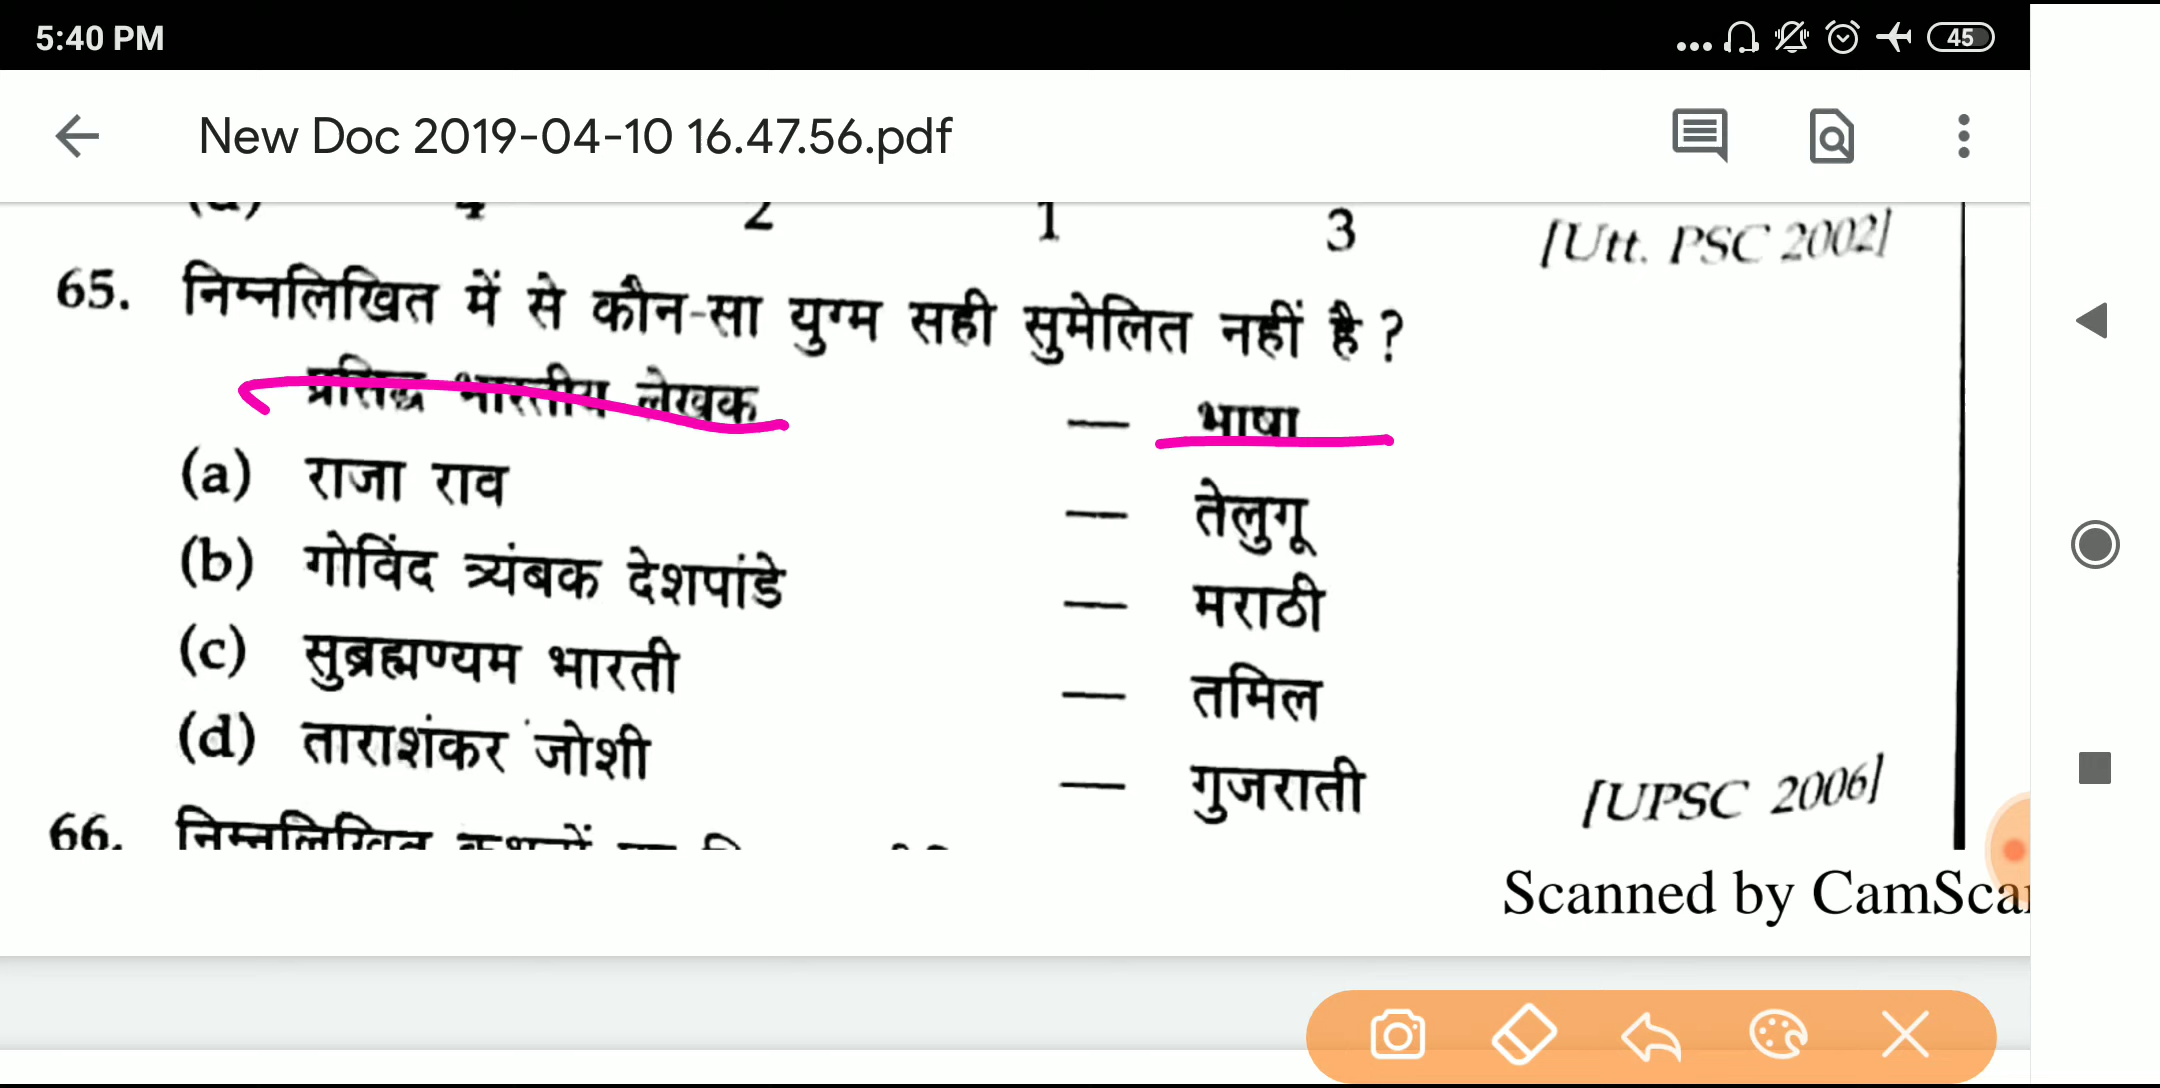 5:40 PM
45
New Doc 2019-04-10 16.47.56.pdf
2 1 3 [Utt. PSC 2002]
65. निम्नलिखित में से कौन-सा युग्म सही सुमेलित नहीं है ?
प्रसिद्ध भारतीय लेखक — भाषा
(a) राजा राव — तेलुगू
(b) गोविंद त्र्यंबक देशपांडे — मराठी
(c) सुब्रह्मण्यम भारती — तमिल
(d) ताराशंकर जोशी — गुजराती
[UPSC 2006]
66. निम्नलिखित
Scanned by CamSca